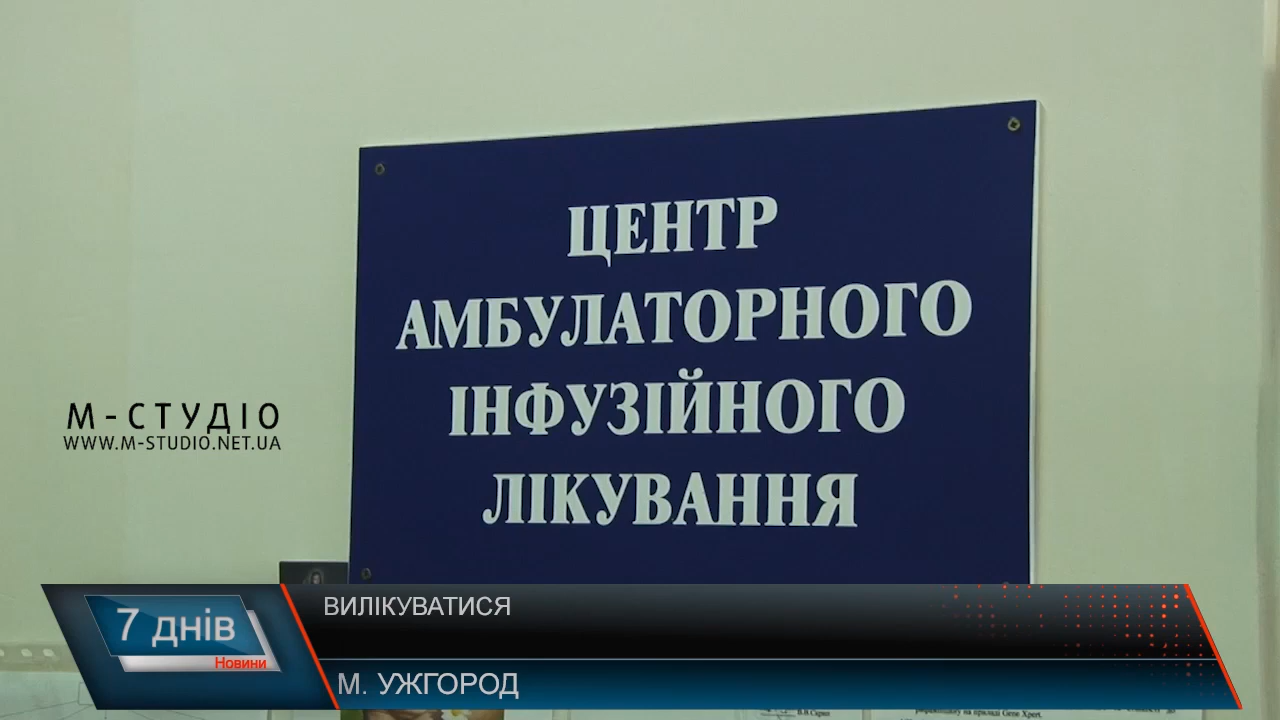 ЦЕНТР
АМБУЛАТОРНОГО
ІНФУЗІЙНОГО
ЛІКУВАННЯ
М-СТУДІО
WWW.M-STUDIO.NET.UA
7 днів
Новини
ВИЛІКУВАТИСЯ
М. УЖГОРОД